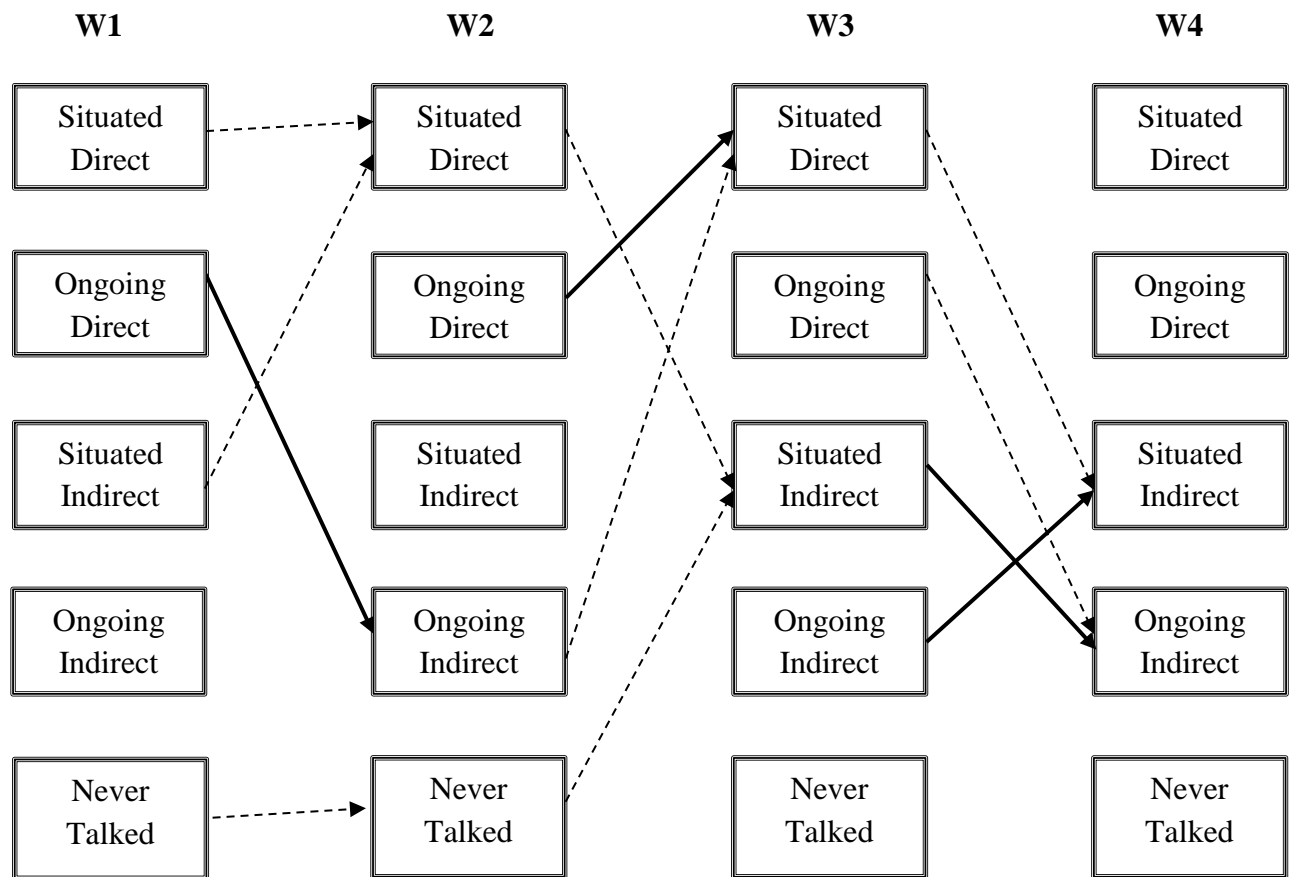 W1 W2 W3 W4
Situated Situated Situated Situated
Direct Direct Direct Direct
Ongoing Ongoing Ongoing Ongoing
Direct Direct Direct Direct
Situated Situated Situated Situated
Indirect Indirect Indirect Indirect
Ongoing Ongoing Ongoing Ongoing
Indirect Indirect Indirect Indirect
Never Never Never Never
Talked Talked Talked Talked